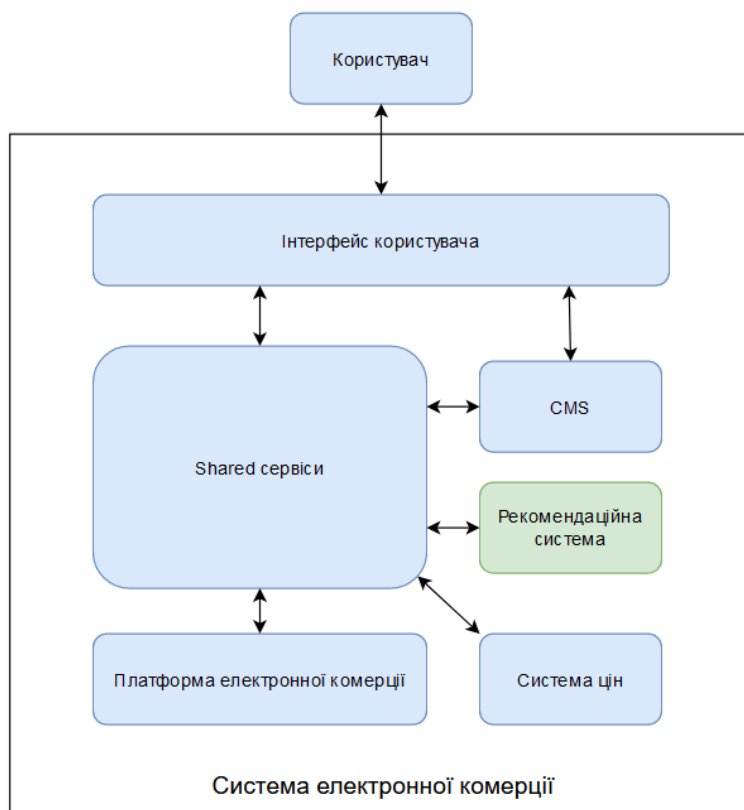 Користувач
Інтерфейс користувача
Shared сервіси
CMS
Рекомендаційна
система
Платформа електронної комерції
Система цін
Система електронної комерції